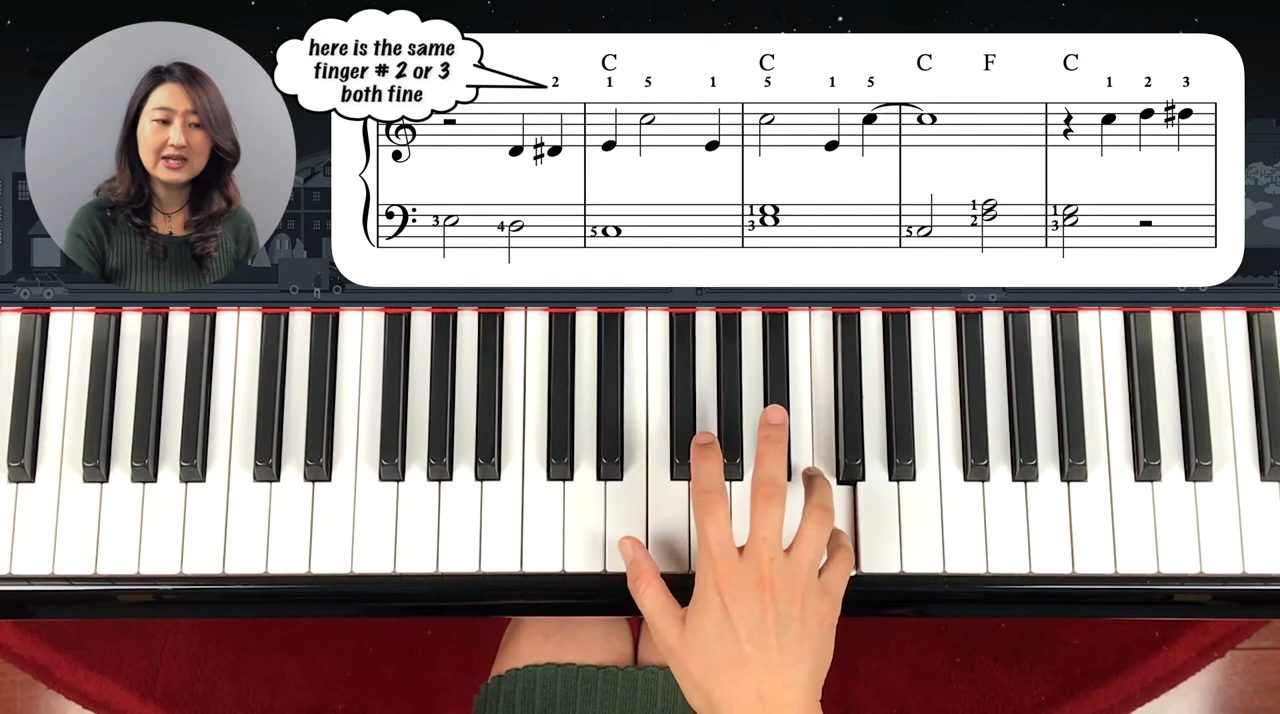 here is the same
finger # 2 or 3
both fine
C C C F C
2 1 5 1 5 1 5 1 2 3
1 1 1
3 4 5 3 5 2 3